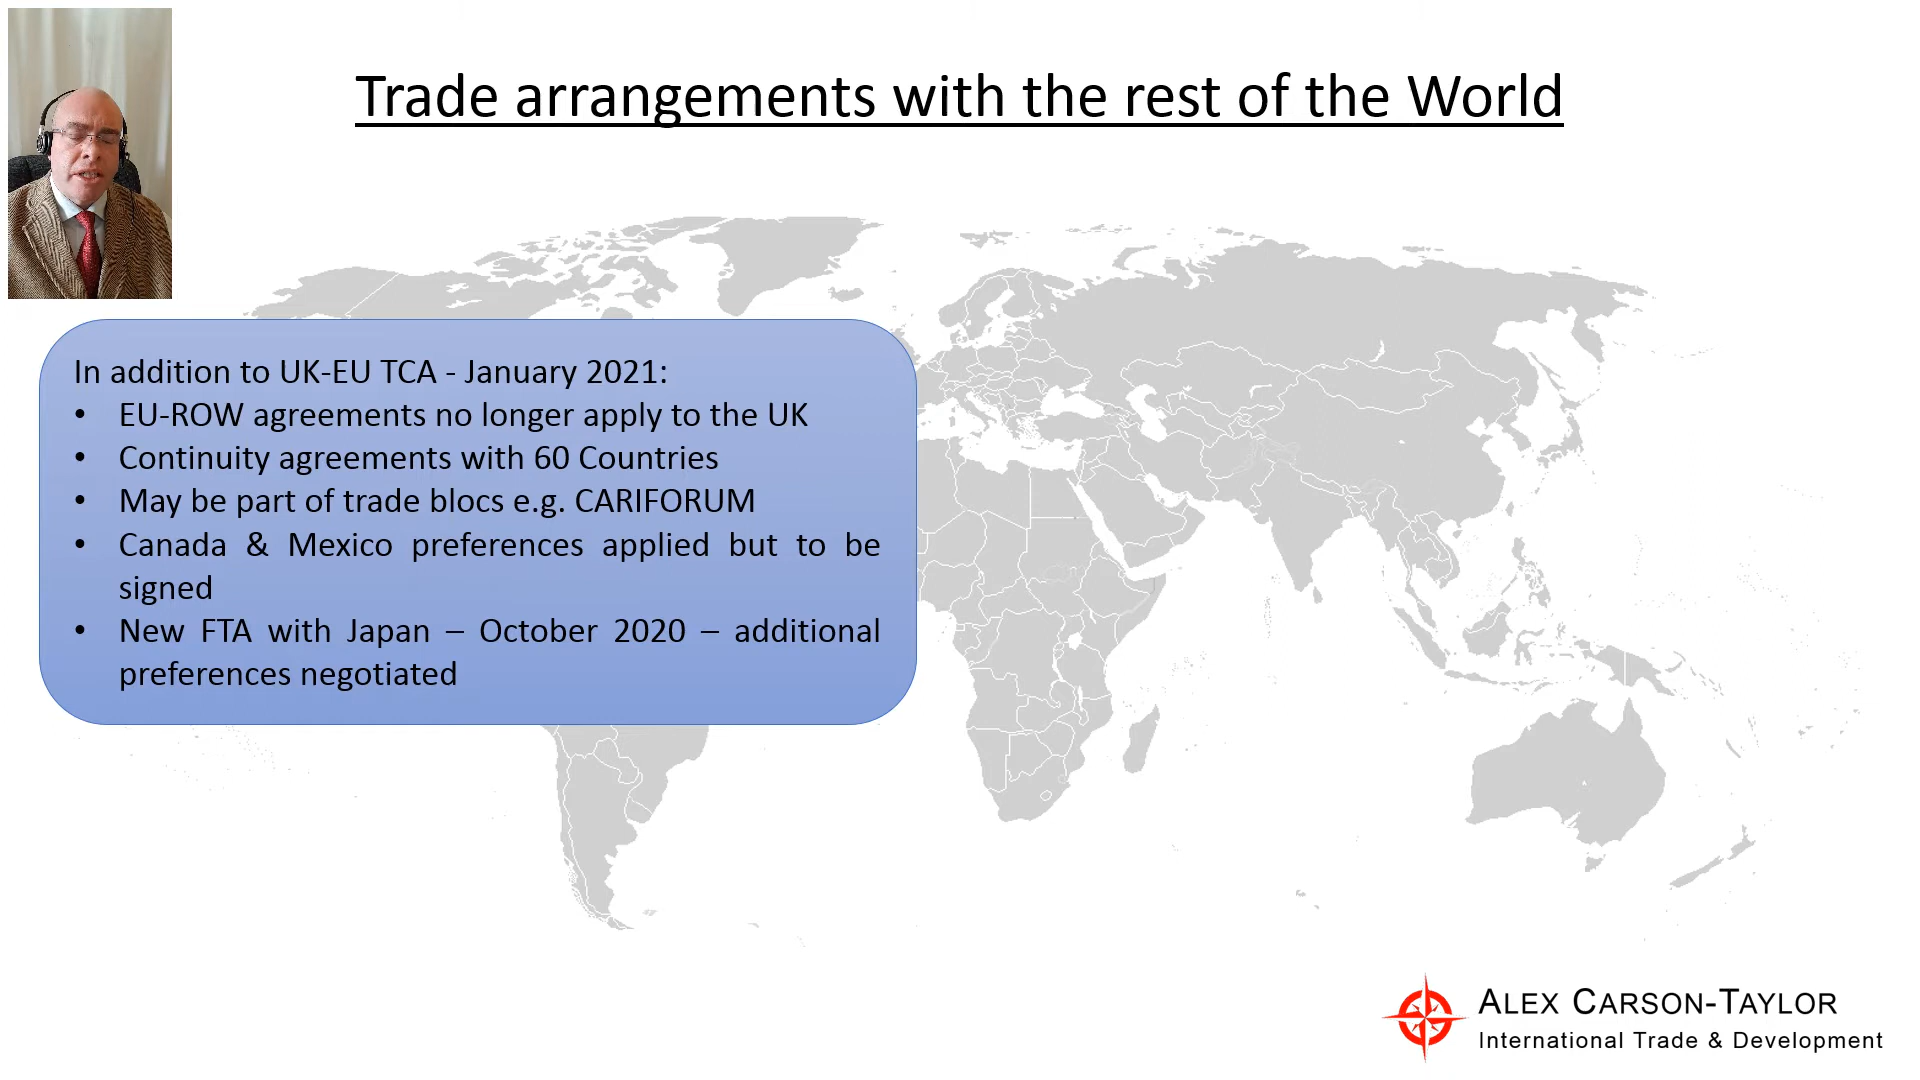 Trade arrangements with the rest of the World
In addition to UK-EU TCA - January 2021:
• EU-ROW agreements no longer apply to the UK
• Continuity agreements with 60 Countries
• May be part of trade blocs e.g. CARIFORUM
• Canada & Mexico preferences applied but to be
signed
• New FTA with Japan – October 2020 – additional
preferences negotiated
ALEX CARSON-TAYLOR
International Trade & Development